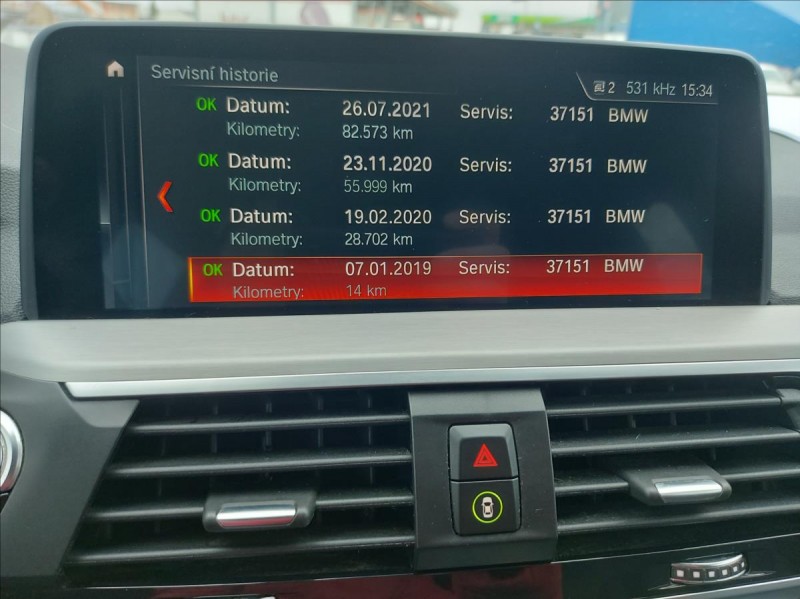 Servisní historie
2 531 kHz 15:34
OK Datum: 26.07.2021 Servis: 37151 BMW
Kilometry: 82.573 km
OK Datum: 23.11.2020 Servis: 37151 BMW
Kilometry: 55.999 km
OK Datum: 19.02.2020 Servis: 37151 BMW
Kilometry: 28.702 km
OK Datum: 07.01.2019 Servis: 37151 BMW
Kilometry: 14 km